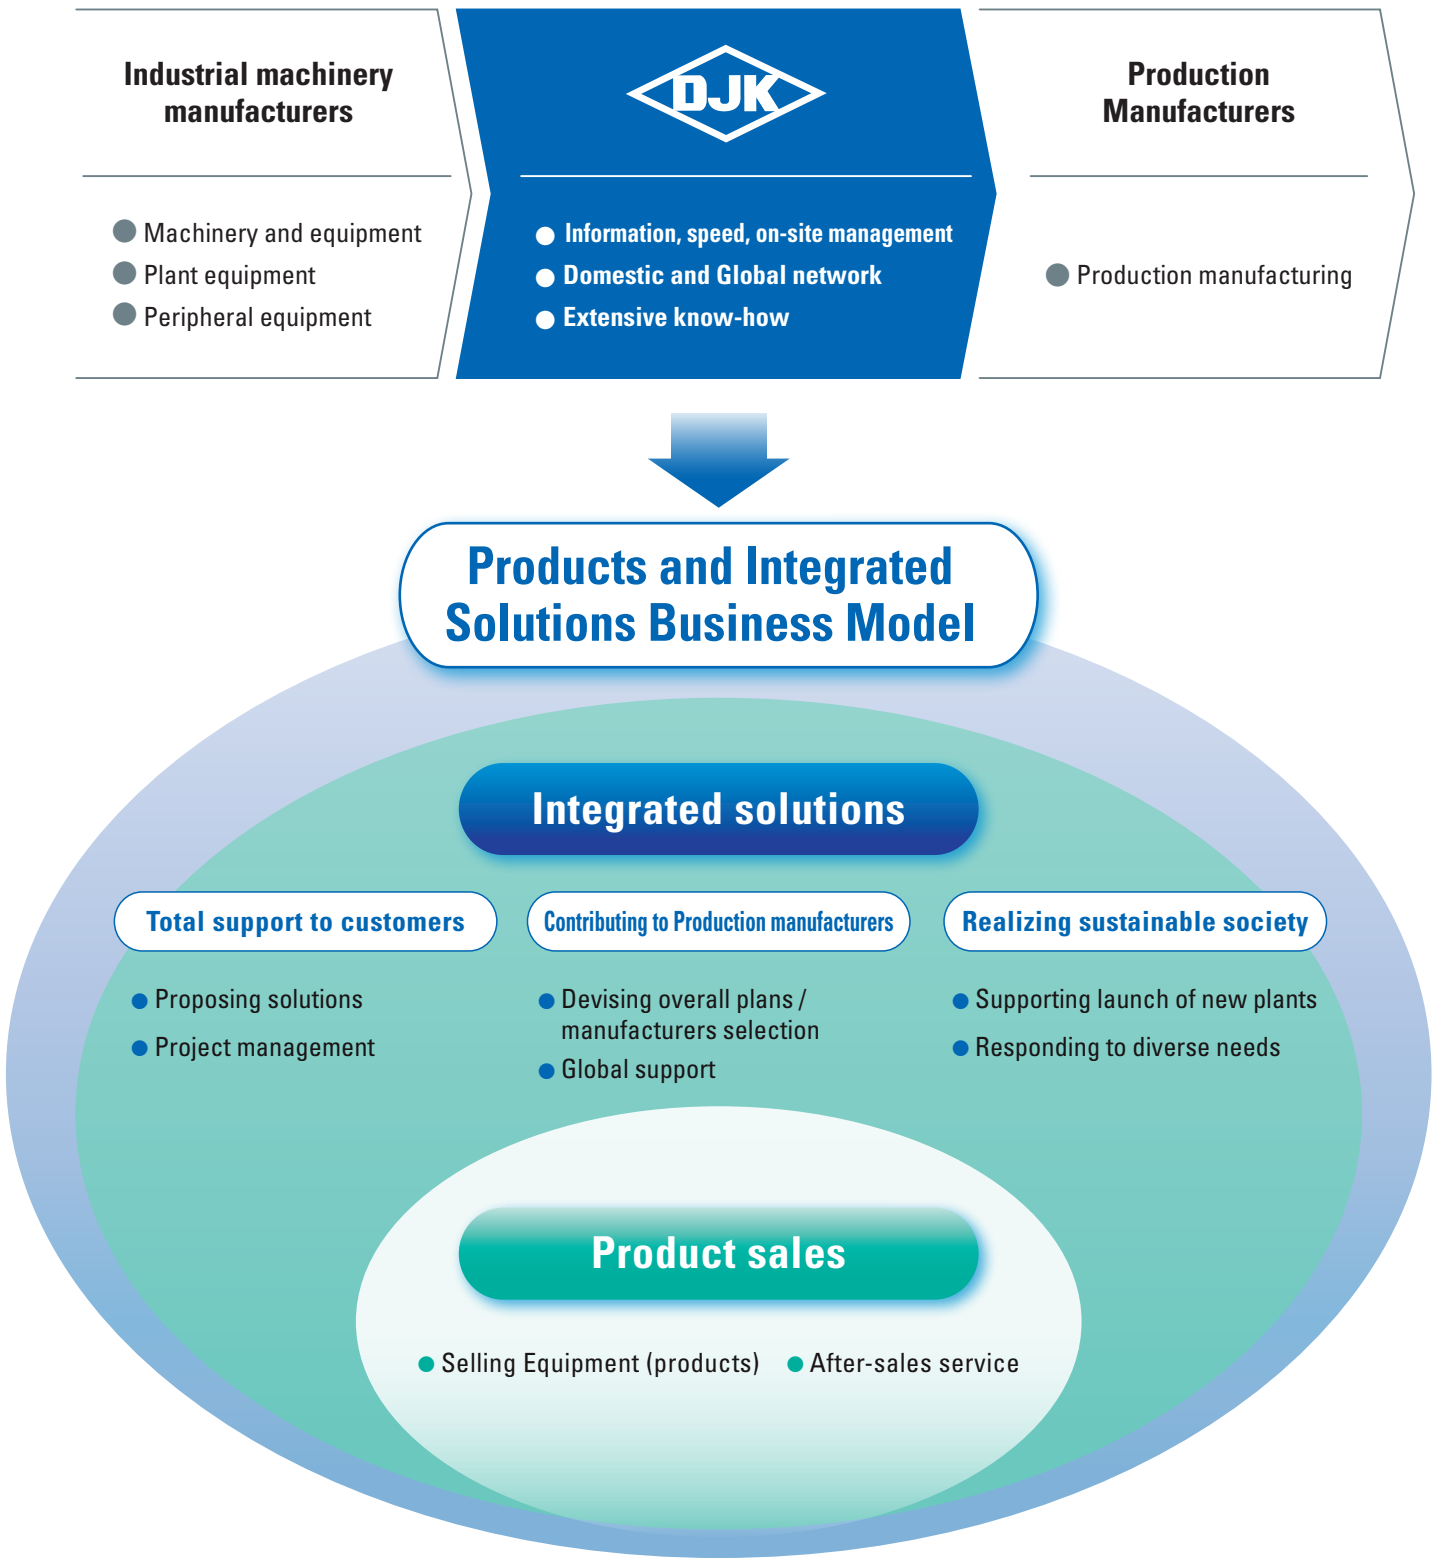 Industrial machinery
manufacturers
Machinery and equipment
Plant equipment
Peripheral equipment
DJK
Information, speed, on-site management
Domestic and Global network
Extensive know-how
Production
Manufacturers
Production manufacturing
Products and Integrated
Solutions Business Model
Integrated solutions
Total support to customers
Proposing solutions
Project management
Contributing to Production manufacturers
Devising overall plans /
manufacturers selection
Global support
Realizing sustainable society
Supporting launch of new plants
Responding to diverse needs
Product sales
Selling Equipment (products)
After-sales service